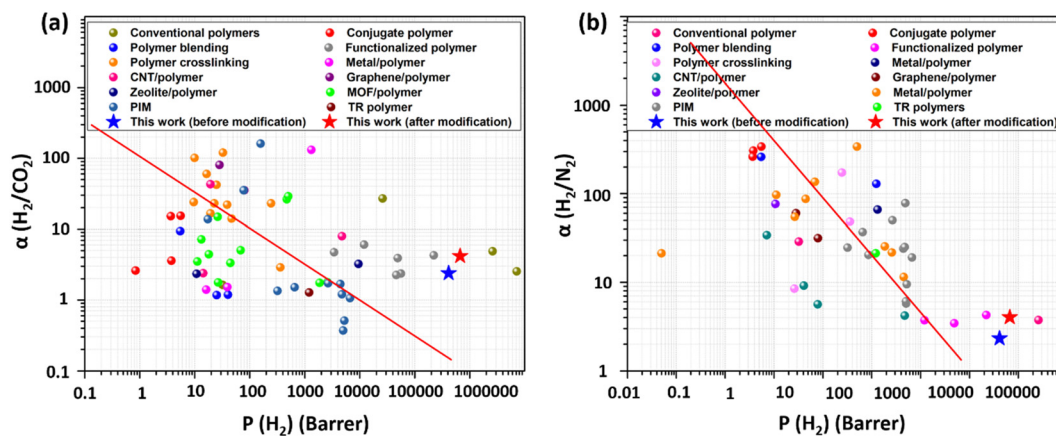 (a)
Conventional polymers
Conjugate polymer
Polymer blending
Functionalized polymer
Polymer crosslinking
Metal/polymer
CNT/polymer
Graphene/polymer
Zeolite/polymer
MOF/polymer
PIM
TR polymer
This work (before modification)
This work (after modification)
1000
100
10
1
0.1
α (H₂/CO₂)
0.1 1 10 100 1000 10000 100000 1000000
P (H₂) (Barrer)
(b)
Conventional polymer
Conjugate polymer
Polymer blending
Functionalized polymer
Polymer crosslinking
Metal/polymer
CNT/polymer
Graphene/polymer
Zeolite/polymer
Metal/polymer
PIM
TR polymers
This work (before modification)
This work (after modification)
1000
100
10
1
α (H₂/N₂)
0.01 0.1 1 10 100 1000 10000 100000
P (H₂) (Barrer)